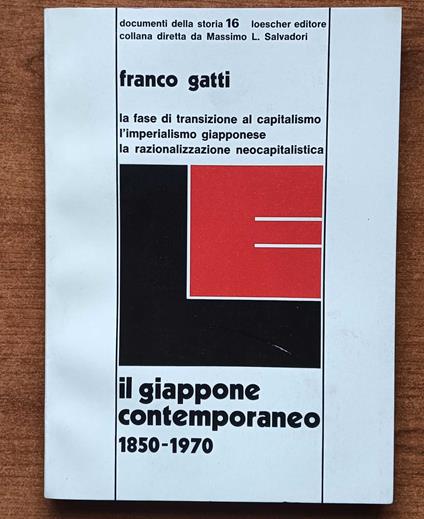 documenti della storia 16 loescher editore
collana diretta da Massimo L. Salvadori
franco gatti
la fase di transizione al capitalismo
l'imperialismo giapponese
la razionalizzazione neocapitalistica
il giappone
contemporaneo
1850-1970